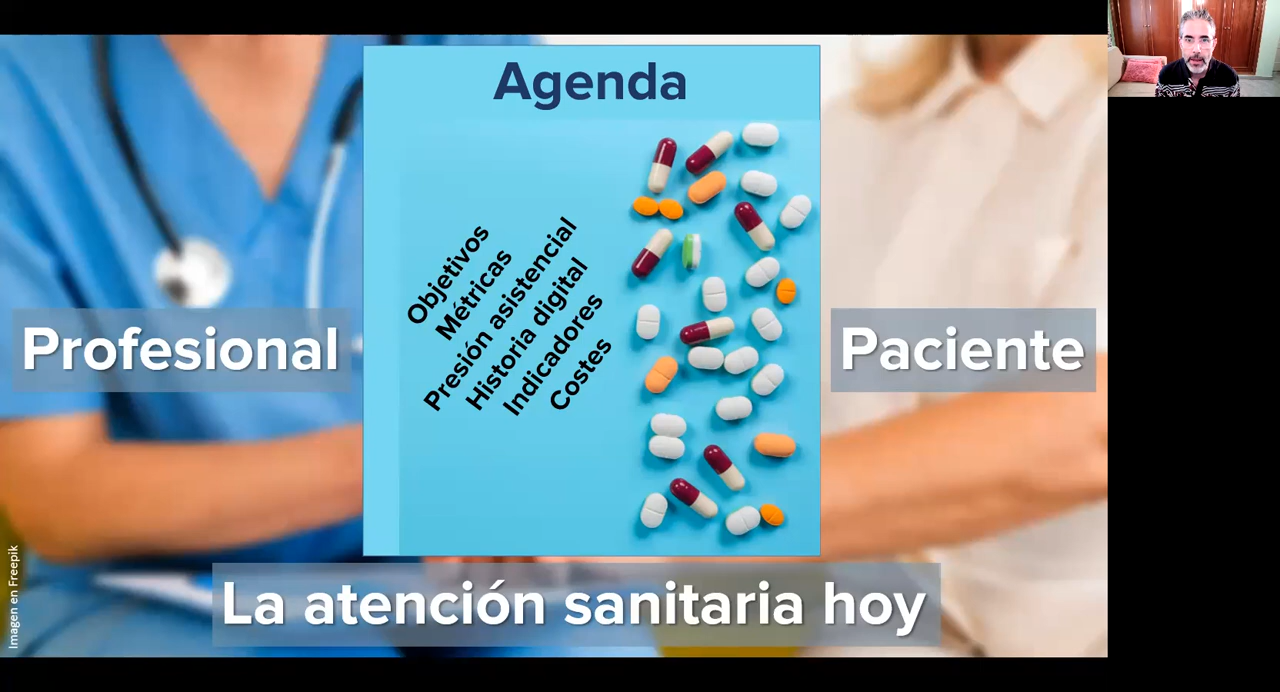 Agenda
Objetivos
Métricas
Presión asistencial
Historia digital
Indicadores
Costes
Profesional
Paciente
La atención sanitaria hoy
Imagen en Freepik